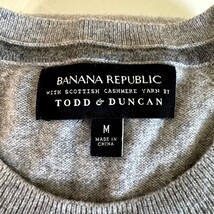 BANANA REPUBLIC
WITH SCOTTISH CASHMERE YARN BY
TODD & DUNCAN
M
MADE IN
CHINA